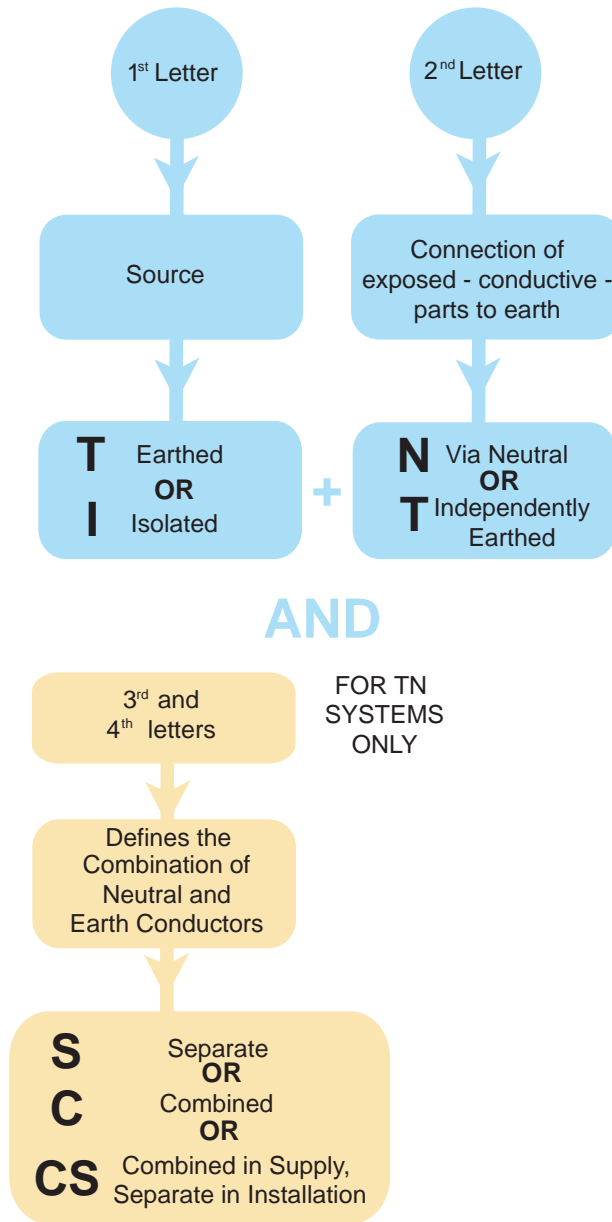 1st Letter
2nd Letter
Source
Connection of
exposed - conductive -
parts to earth
T Earthed
OR
I Isolated
+
N Via Neutral
OR
T Independently
Earthed
AND
3rd and
4th letters
FOR TN
SYSTEMS
ONLY
Defines the
Combination of
Neutral and
Earth Conductors
S Separate
OR
C Combined
OR
CS Combined in Supply,
Separate in Installation